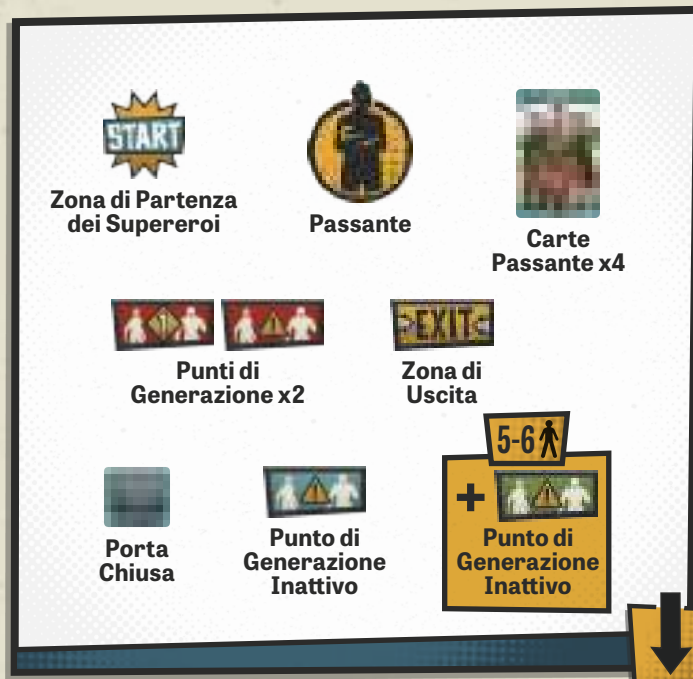 START
Zona di Partenza
dei Supereroi
Passante
Carte
Passante x4
Punti di
Generazione x2
EXIT
Zona di
Uscita
Porta
Chiusa
Punto di
Generazione
Inattivo
5-6
+
Punto di
Generazione
Inattivo